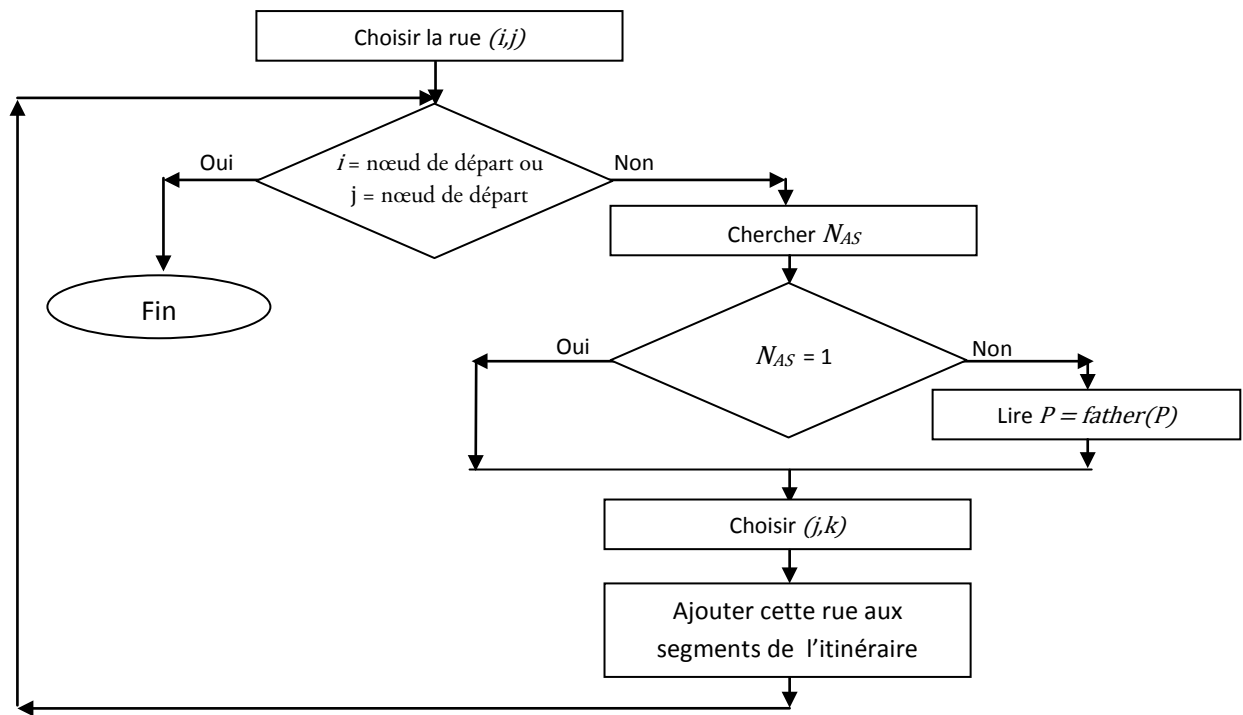 Choisir la rue (i,j)
Oui
i = nœud de départ ou
j = nœud de départ
Non
Chercher NAS
Fin
Oui
NAS = 1
Non
Lire P = father(P)
Choisir (j,k)
Ajouter cette rue aux
segments de l'itinéraire